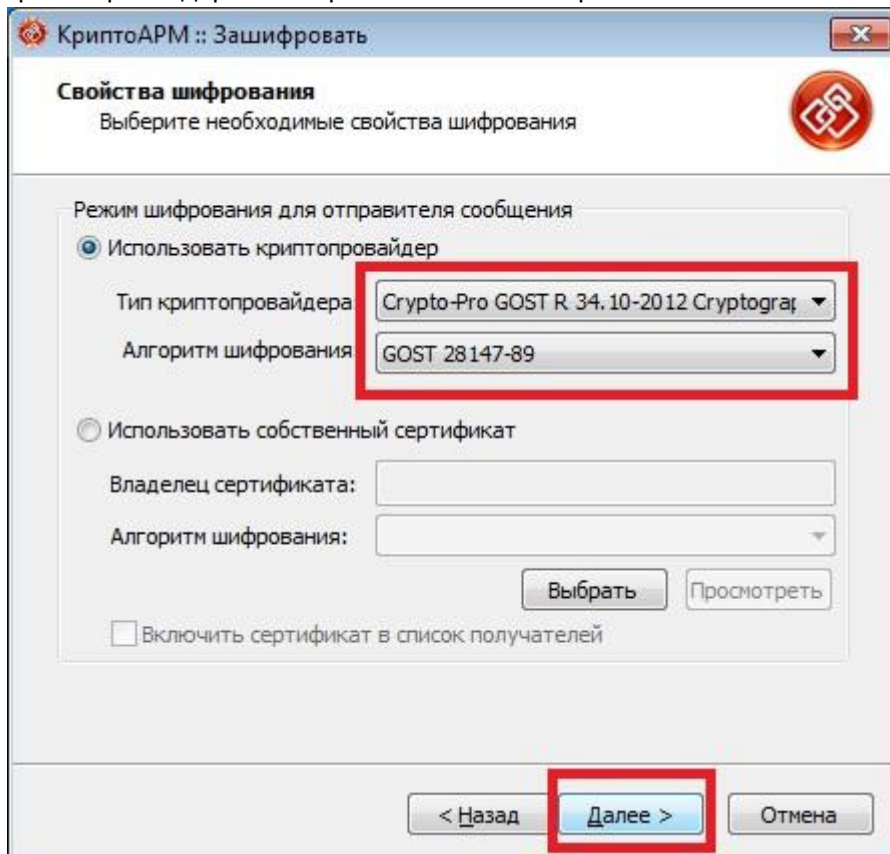 КриптоАРМ :: Зашифровать
Свойства шифрования
Выберите необходимые свойства шифрования
Режим шифрования для отправителя сообщения
Использовать криптопровайдер
Тип криптопровайдера Crypto-Pro GOST R 34.10-2012 Cryptograp
Алгоритм шифрования GOST 28147-89
Использовать собственный сертификат
Владелец сертификата:
Алгоритм шифрования:
Выбрать Просмотреть
Включить сертификат в список получателей
< Назад Далее > Отмена